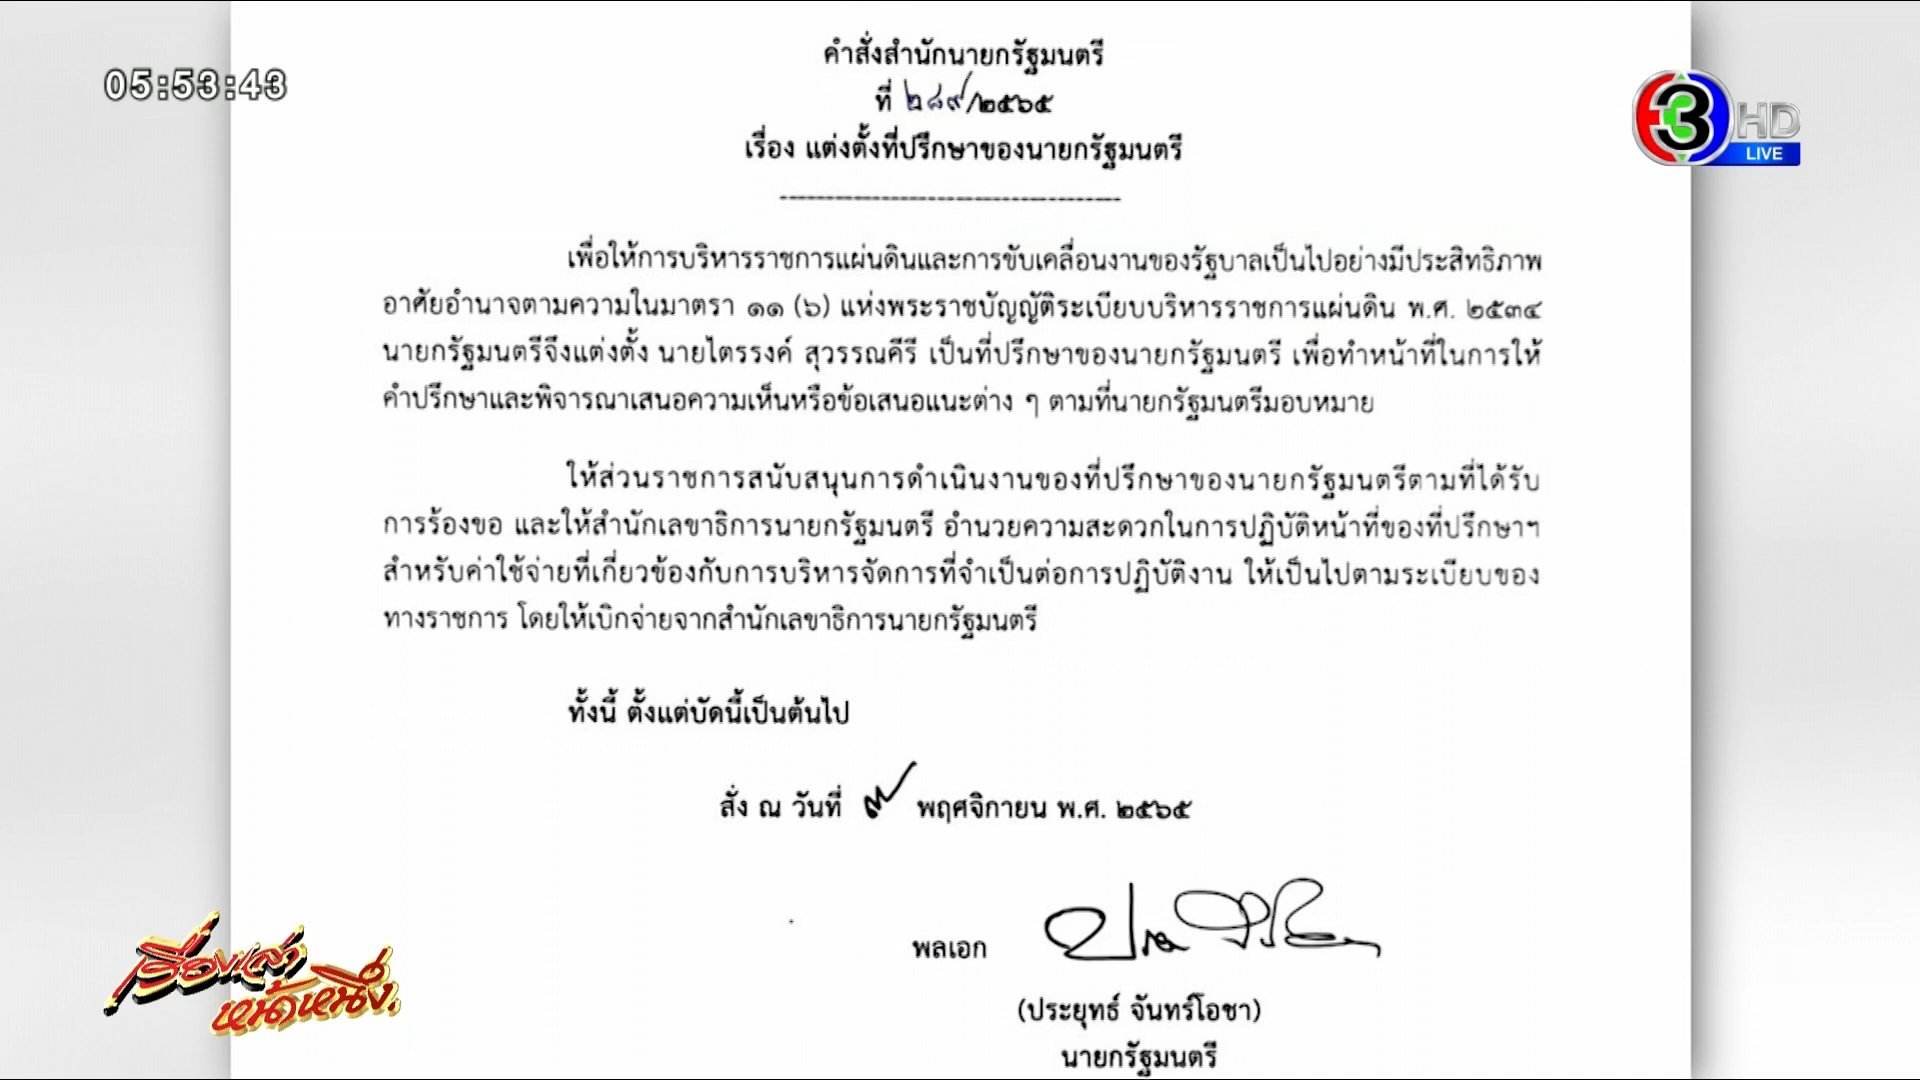 05:53:43
3 HD
LIVE
คำสั่งสำนักนายกรัฐมนตรี
ที่ ๒๘๙/๒๕๖๕
เรื่อง แต่งตั้งที่ปรึกษาของนายกรัฐมนตรี
เพื่อให้การบริหารราชการแผ่นดินและการขับเคลื่อนงานของรัฐบาลเป็นไปอย่างมีประสิทธิภาพ
อาศัยอำนาจตามความในมาตรา ๑๑ (๖) แห่งพระราชบัญญัติระเบียบบริหารราชการแผ่นดิน พ.ศ. ๒๕๓๔
นายกรัฐมนตรีจึงแต่งตั้ง นายไตรรงค์ สุวรรณคีรี เป็นที่ปรึกษาของนายกรัฐมนตรี เพื่อทำหน้าที่ในการให้
คำปรึกษาและพิจารณาเสนอความเห็นหรือข้อเสนอแนะต่าง ๆ ตามที่นายกรัฐมนตรีมอบหมาย
ให้ส่วนราชการสนับสนุนการดำเนินงานของที่ปรึกษาของนายกรัฐมนตรีตามที่ได้รับ
การร้องขอ และให้สำนักเลขาธิการนายกรัฐมนตรี อำนวยความสะดวกในการปฏิบัติหน้าที่ของที่ปรึกษาฯ
สำหรับค่าใช้จ่ายที่เกี่ยวข้องกับการบริหารจัดการที่จำเป็นต่อการปฏิบัติงาน ให้เป็นไปตามระเบียบของ
ทางราชการ โดยให้เบิกจ่ายจากสำนักเลขาธิการนายกรัฐมนตรี
ทั้งนี้ ตั้งแต่บัดนี้เป็นต้นไป
สั่ง ณ วันที่ ๙ พฤศจิกายน พ.ศ. ๒๕๖๕
พลเอก
(ประยุทธ์ จันทร์โอชา)
นายกรัฐมนตรี
เรื่องเล่า
หน้าหนึ่ง